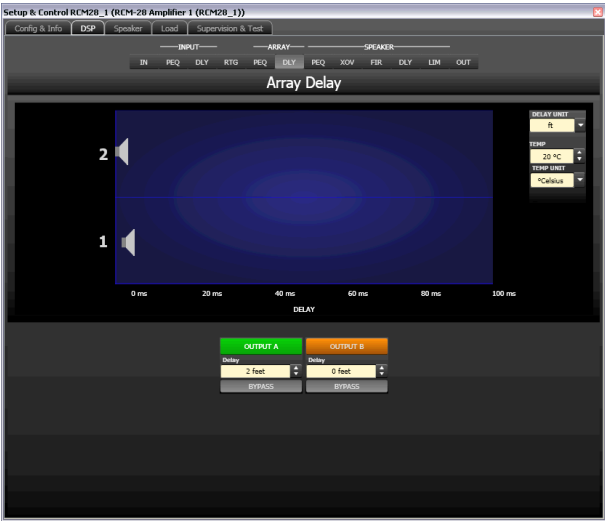 Setup & Control RCM28_1 (RCM-28 Amplifier 1 (RCM28_1))
Config & Info DSP Speaker Load Supervision & Test
INPUT ARRAY SPEAKER
IN PEQ DLY RTG PEQ DLY PEQ XOV FIR DLY LIM OUT
Array Delay
DELAY UNIT
ft
TEMP
20 °C
TEMP UNIT
°Celsius
2
1
0 ms 20 ms 40 ms 60 ms 80 ms 100 ms
DELAY
OUTPUT A OUTPUT B
Delay Delay
2 feet 0 feet
BYPASS BYPASS